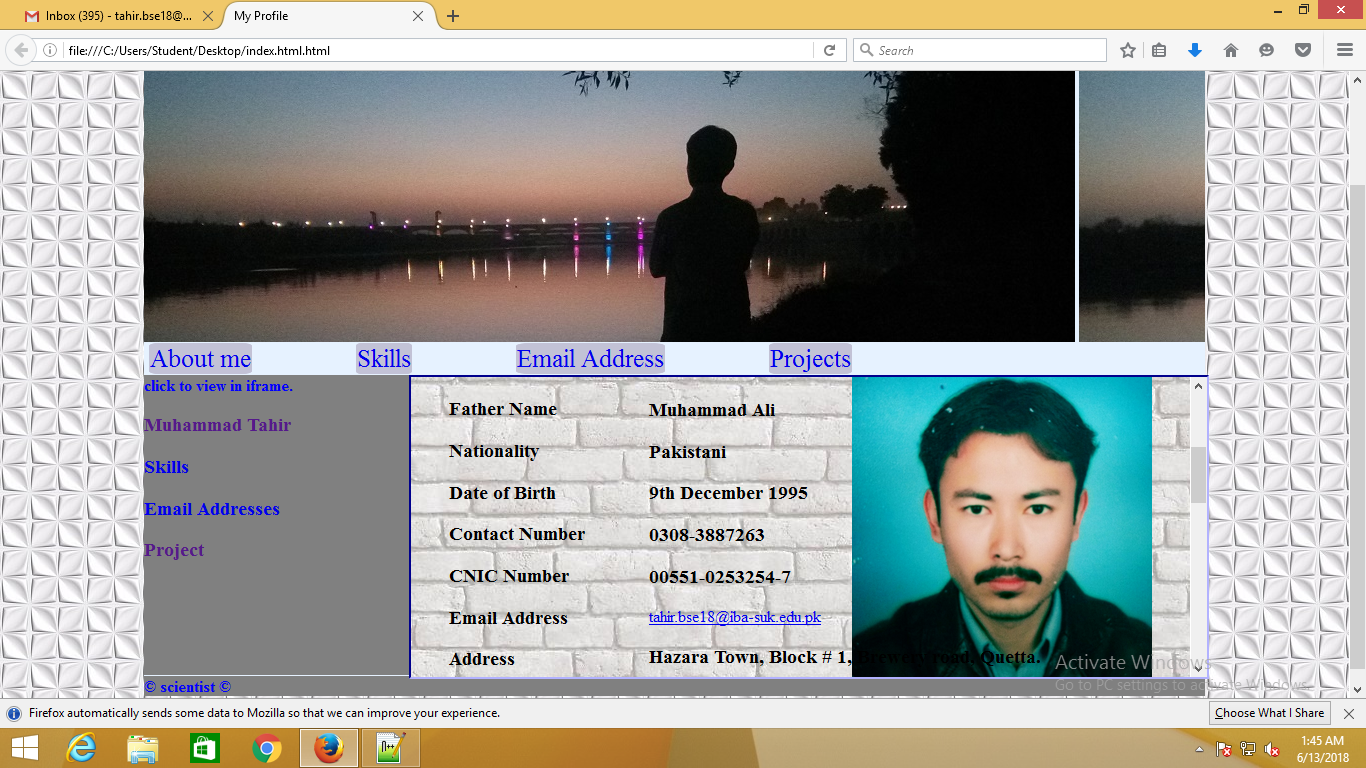 Inbox (395) - tahir.bse18@...
My Profile
file:///C:/Users/Student/Desktop/index.html.html
Search
About me Skills Email Address Projects
click to view in iframe.
Muhammad Tahir
Skills
Email Addresses
Project
Father Name Muhammad Ali
Nationality Pakistani
Date of Birth 9th December 1995
Contact Number 0308-3887263
CNIC Number 00551-0253254-7
Email Address tahir.bse18@iba-suk.edu.pk
Address Hazara Town, Block # 1, Brewery road, Quetta.
Activate Windows
Go to PC settings to activate Windows.
© scientist ©
Firefox automatically sends some data to Mozilla so that we can improve your experience.
Choose What I Share
1:45 AM
6/13/2018